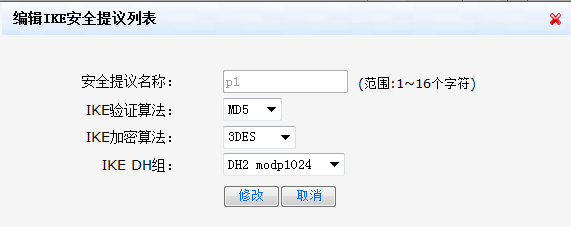 编辑IKE安全提议列表
安全提议名称： p1 (范围:1~16个字符)
IKE验证算法： MD5
IKE加密算法： 3DES
IKE DH组： DH2 modp1024
修改 取消